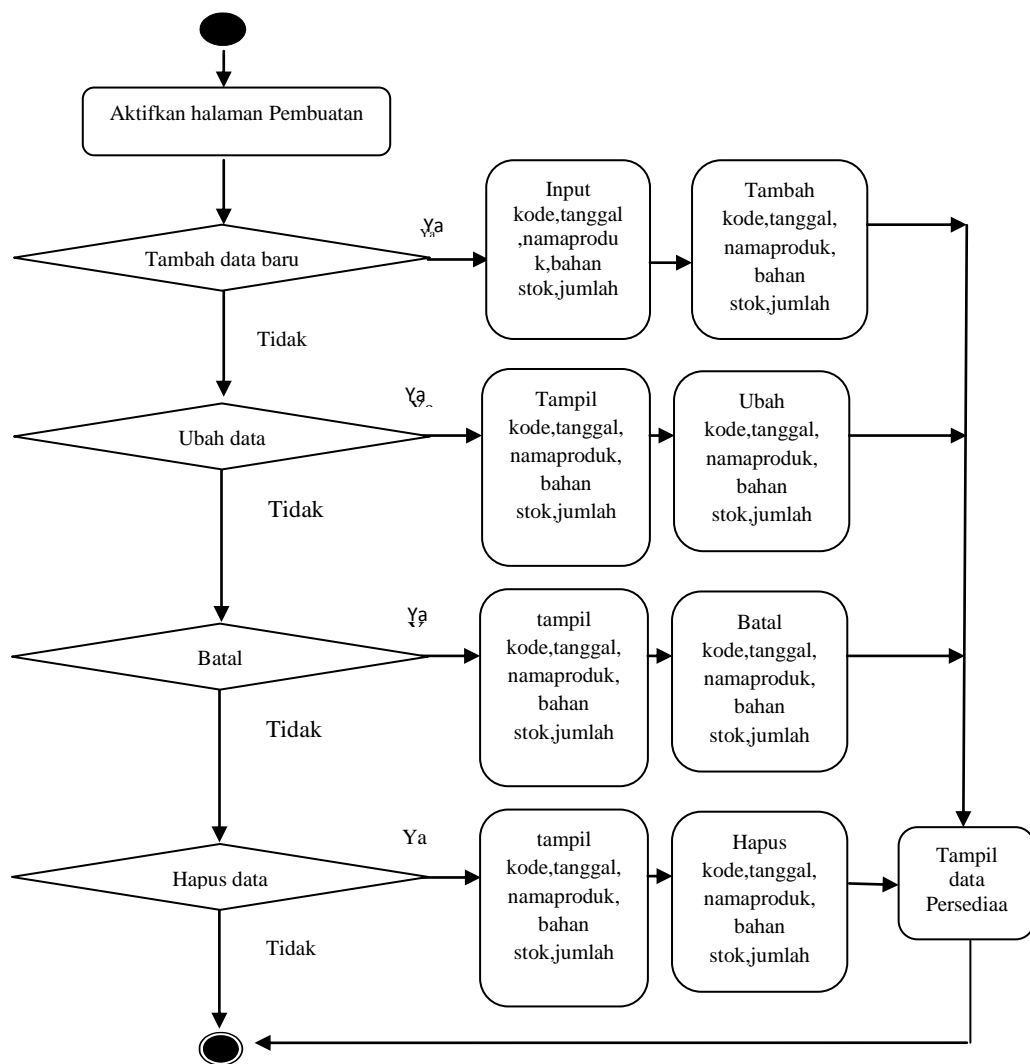 Aktifkan halaman Pembuatan
Tambah data baru
Ya
Ya
Input
kode,tanggal
,namaprodu
k,bahan
stok,jumlah
Tambah
kode,tanggal,
namaproduk,
bahan
stok,jumlah
Tidak
Ubah data
Ya
Ya
Tampil
kode,tanggal,
namaproduk,
bahan
stok,jumlah
Ubah
kode,tanggal,
namaproduk,
bahan
stok,jumlah
Tidak
Batal
Ya
tampil
kode,tanggal,
namaproduk,
bahan
stok,jumlah
Batal
kode,tanggal,
namaproduk,
bahan
stok,jumlah
Tidak
Hapus data
Ya
tampil
kode,tanggal,
namaproduk,
bahan
stok,jumlah
Hapus
kode,tanggal,
namaproduk,
bahan
stok,jumlah
Tampil
data
Persediaa
Tidak